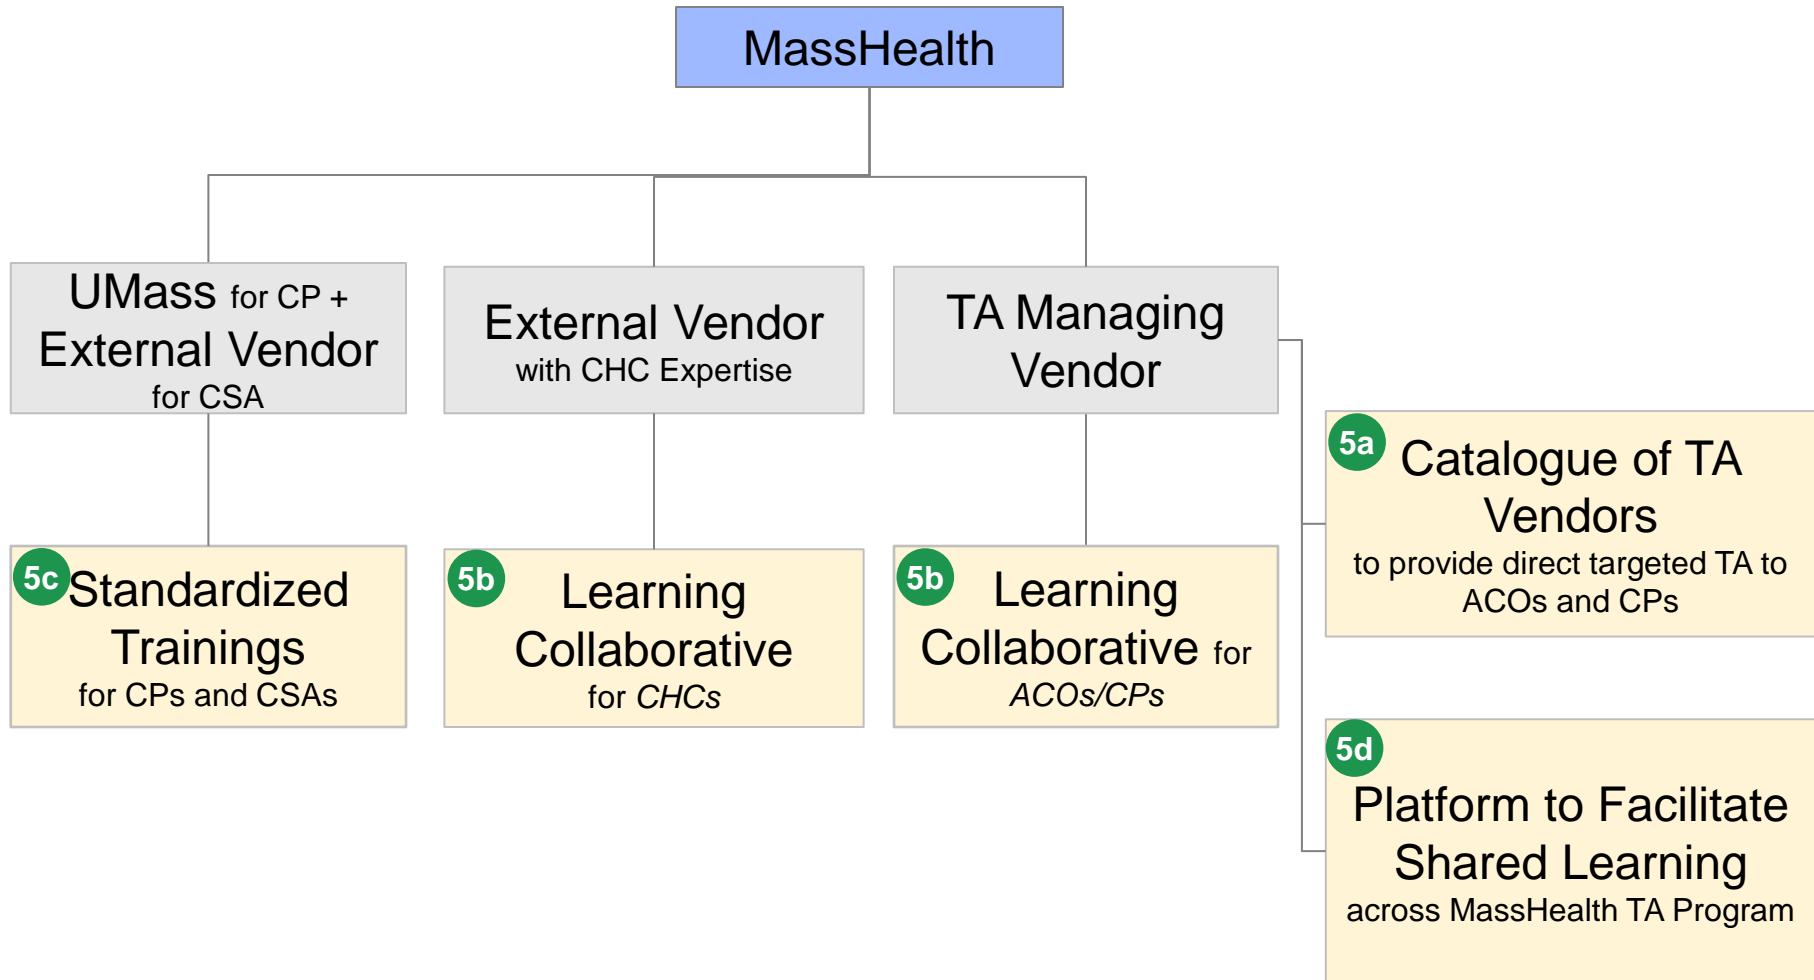 MassHealth
UMass for CP +
External Vendor
for CSA
External Vendor
with CHC Expertise
TA Managing
Vendor
5c
Standardized
Trainings
for CPs and CSAs
5b
Learning
Collaborative
for CHCs
5b
Learning
Collaborative for
ACOs/CPs
5a
Catalogue of TA
Vendors
to provide direct targeted TA to
ACOs and CPs
5d
Platform to Facilitate
Shared Learning
across MassHealth TA Program